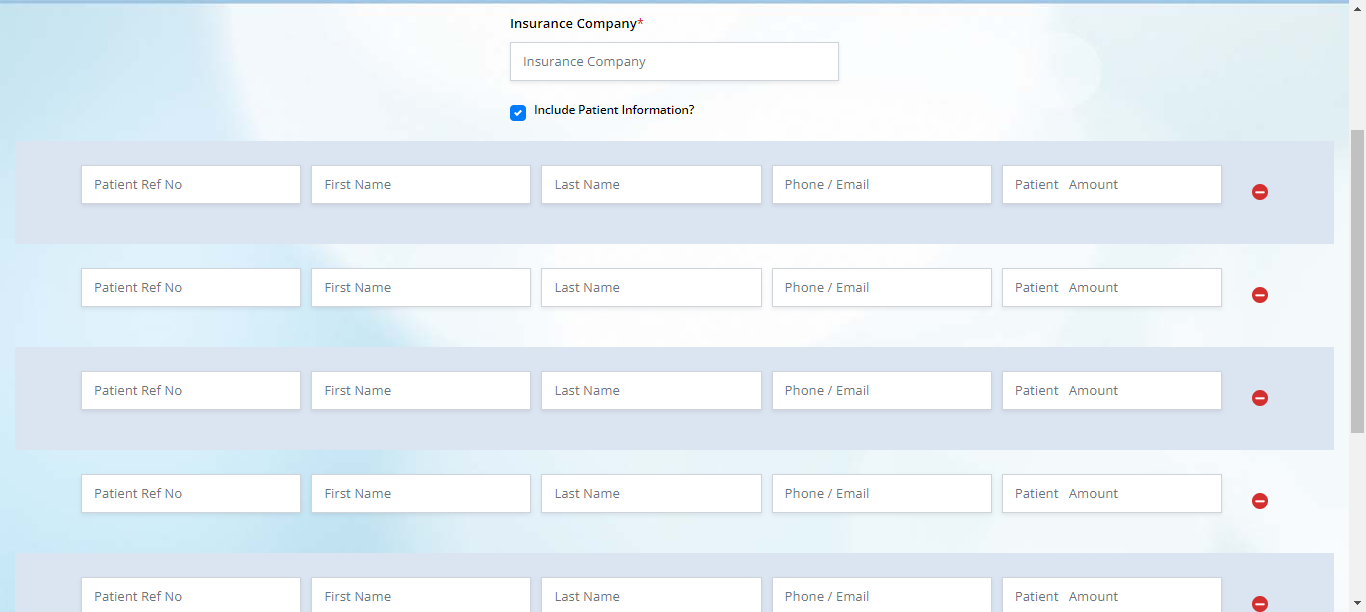 Insurance Company*
Insurance Company
Include Patient Information?
Patient Ref No First Name Last Name Phone / Email Patient Amount
Patient Ref No First Name Last Name Phone / Email Patient Amount
Patient Ref No First Name Last Name Phone / Email Patient Amount
Patient Ref No First Name Last Name Phone / Email Patient Amount
Patient Ref No First Name Last Name Phone / Email Patient Amount